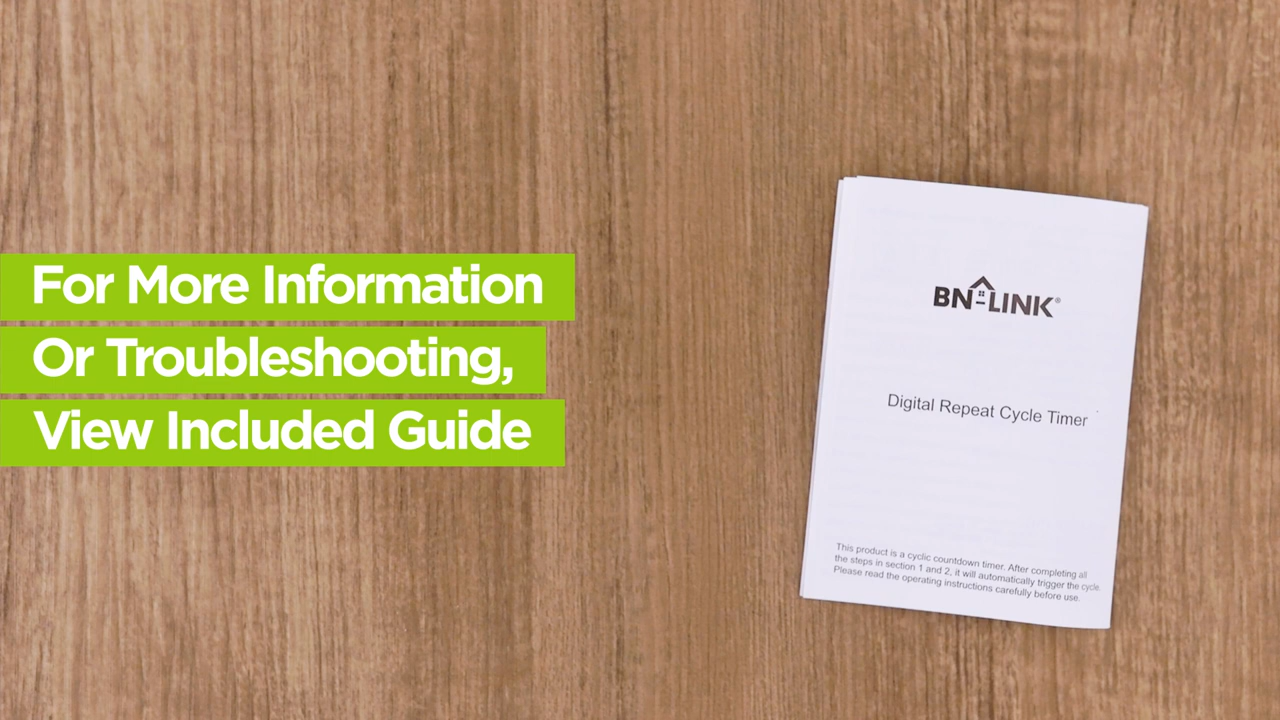 For More Information
Or Troubleshooting,
View Included Guide
BN-LINK®
Digital Repeat Cycle Timer
This product is a cyclic countdown timer. After completing all
the steps in section 1 and 2, it will automatically trigger the cycle.
Please read the operating instructions carefully before use.